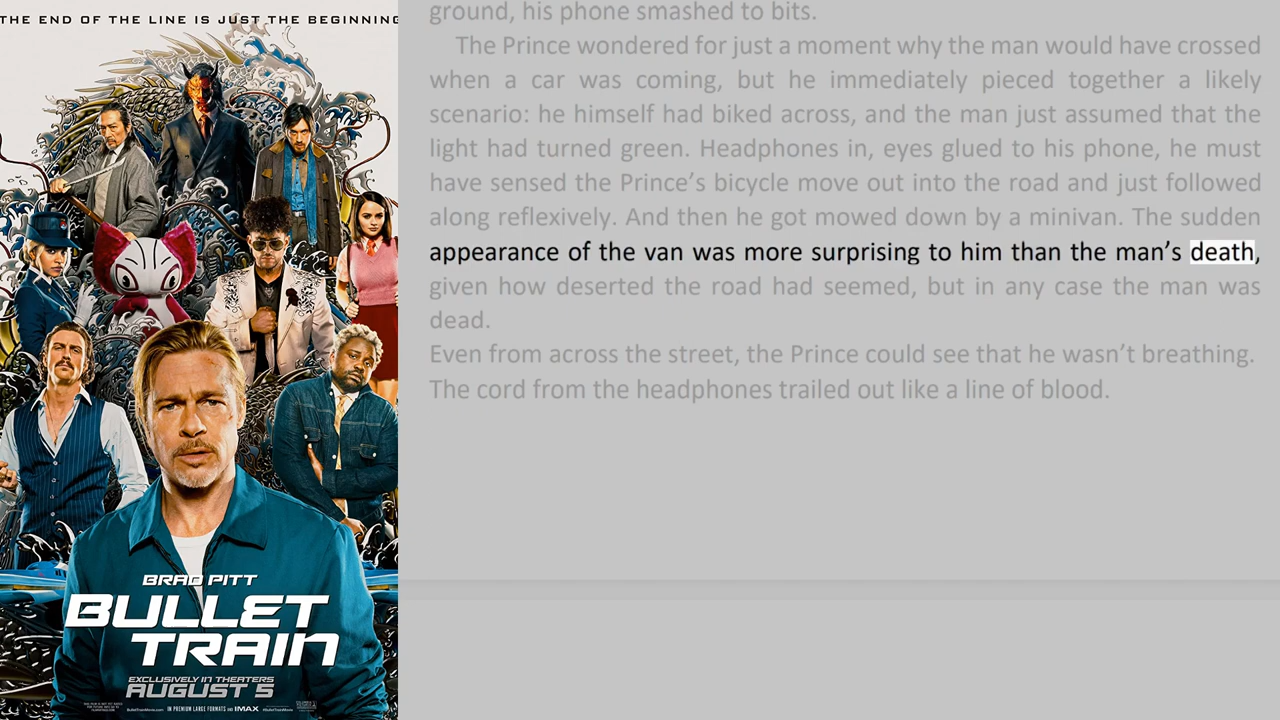 THE END OF THE LINE IS JUST THE BEGINNING
BRAD PITT
BULLET
TRAIN
EXCLUSIVELY IN THEATERS
AUGUST 5
IN PREMIUM LARGE FORMATS AND IMAX
ground, his phone smashed to bits.
The Prince wondered for just a moment why the man would have crossed
when a car was coming, but he immediately pieced together a likely
scenario: he himself had biked across, and the man just assumed that the
light had turned green. Headphones in, eyes glued to his phone, he must
have sensed the Prince’s bicycle move out into the road and just followed
along reflexively. And then he got mowed down by a minivan. The sudden
appearance of the van was more surprising to him than the man’s death,
given how deserted the road had seemed, but in any case the man was
dead.
Even from across the street, the Prince could see that he wasn’t breathing.
The cord from the headphones trailed out like a line of blood.